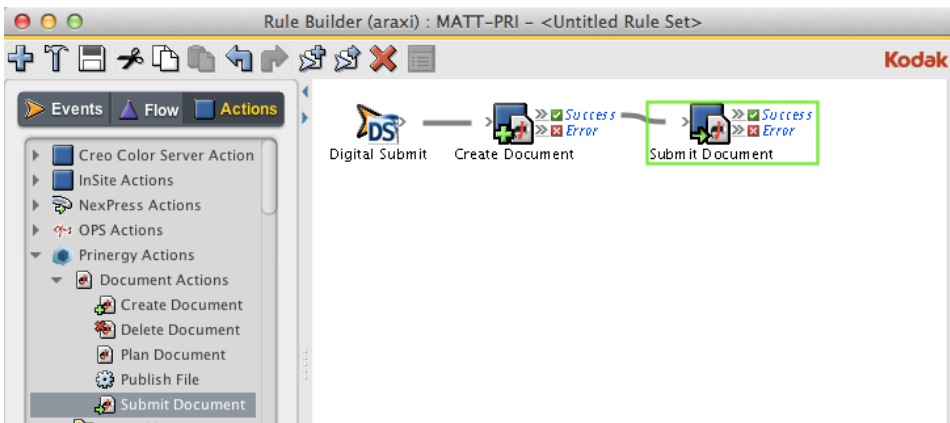 Rule Builder (araxi) : MATT-PRI - <Untitled Rule Set>
Kodak
Events Flow Actions
Creo Color Server Action
InSite Actions
NexPress Actions
OPS Actions
Prinergy Actions
Document Actions
Create Document
Delete Document
Plan Document
Publish File
Submit Document
DS
Digital Submit
Success
Error
Create Document
Success
Error
Submit Document